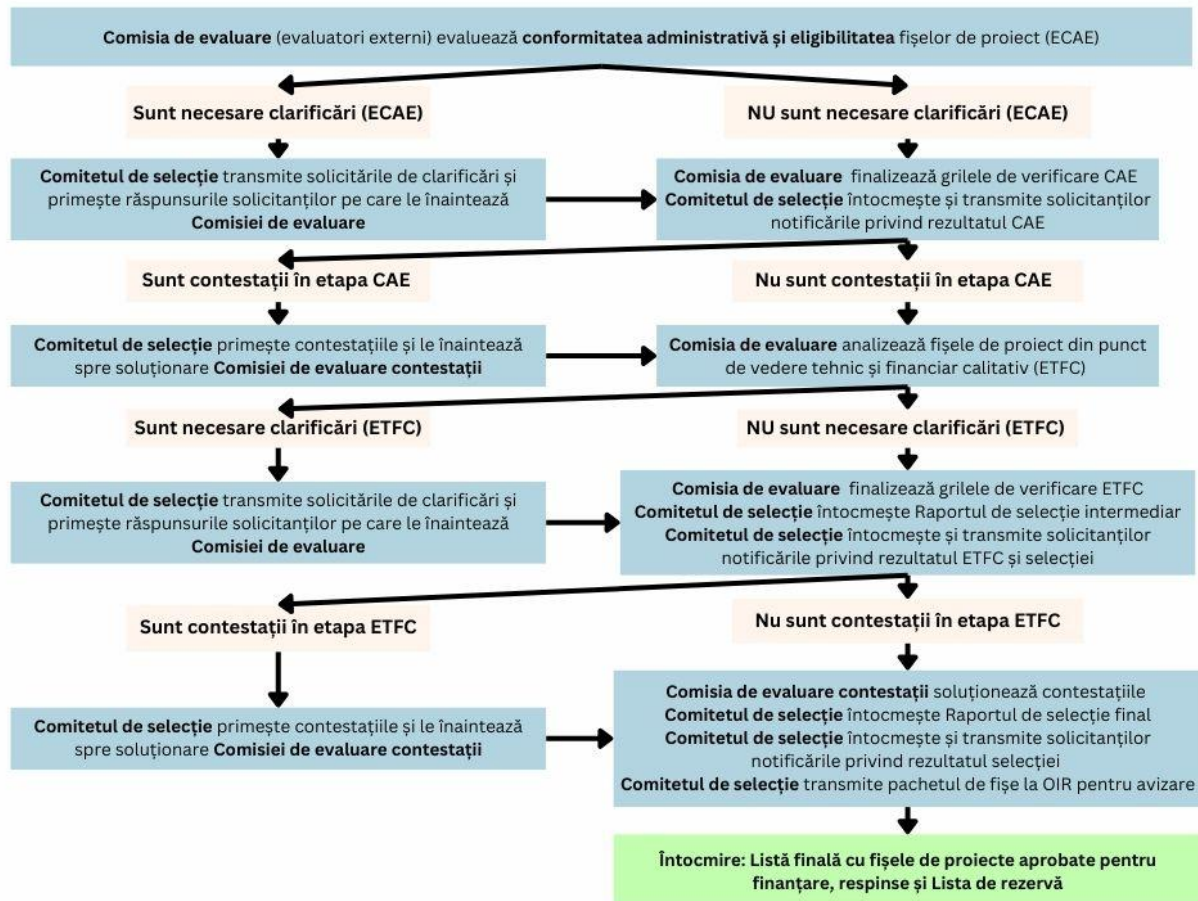 Comisia de evaluare (evaluatori externi) evaluează conformitatea administrativă și eligibilitatea fișelor de proiect (ECAE)
Sunt necesare clarificări (ECAE)
NU sunt necesare clarificări (ECAE)
Comitetul de selecție transmite solicitările de clarificări și
primește răspunsurile solicitanților pe care le înaintează
Comisiei de evaluare
Comisia de evaluare finalizează grilele de verificare CAE
Comitetul de selecție întocmește și transmite solicitanților
notificările privind rezultatul CAE
Sunt contestații în etapa CAE
Nu sunt contestații în etapa CAE
Comitetul de selecție primește contestațiile și le înaintează
spre soluționare Comisiei de evaluare contestații
Comisia de evaluare analizează fișele de proiect din punct
de vedere tehnic și financiar calitativ (ETFC)
Sunt necesare clarificări (ETFC)
NU sunt necesare clarificări (ETFC)
Comitetul de selecție transmite solicitările de clarificări și
primește răspunsurile solicitanților pe care le înaintează
Comisiei de evaluare
Comisia de evaluare finalizează grilele de verificare ETFC
Comitetul de selecție întocmește Raportul de selecție intermediar
Comitetul de selecție întocmește și transmite solicitanților
notificările privind rezultatul ETFC și selecției
Sunt contestații în etapa ETFC
Nu sunt contestații în etapa ETFC
Comitetul de selecție primește contestațiile și le înaintează
spre soluționare Comisiei de evaluare contestații
Comisia de evaluare contestații soluționează contestațiile
Comitetul de selecție întocmește Raportul de selecție final
Comitetul de selecție întocmește și transmite solicitanților
notificările privind rezultatul selecției
Comitetul de selecție transmite pachetul de fișe la OIR pentru avizare
Întocmire: Listă finală cu fișele de proiecte aprobate pentru
finanțare, respinse și Lista de rezervă